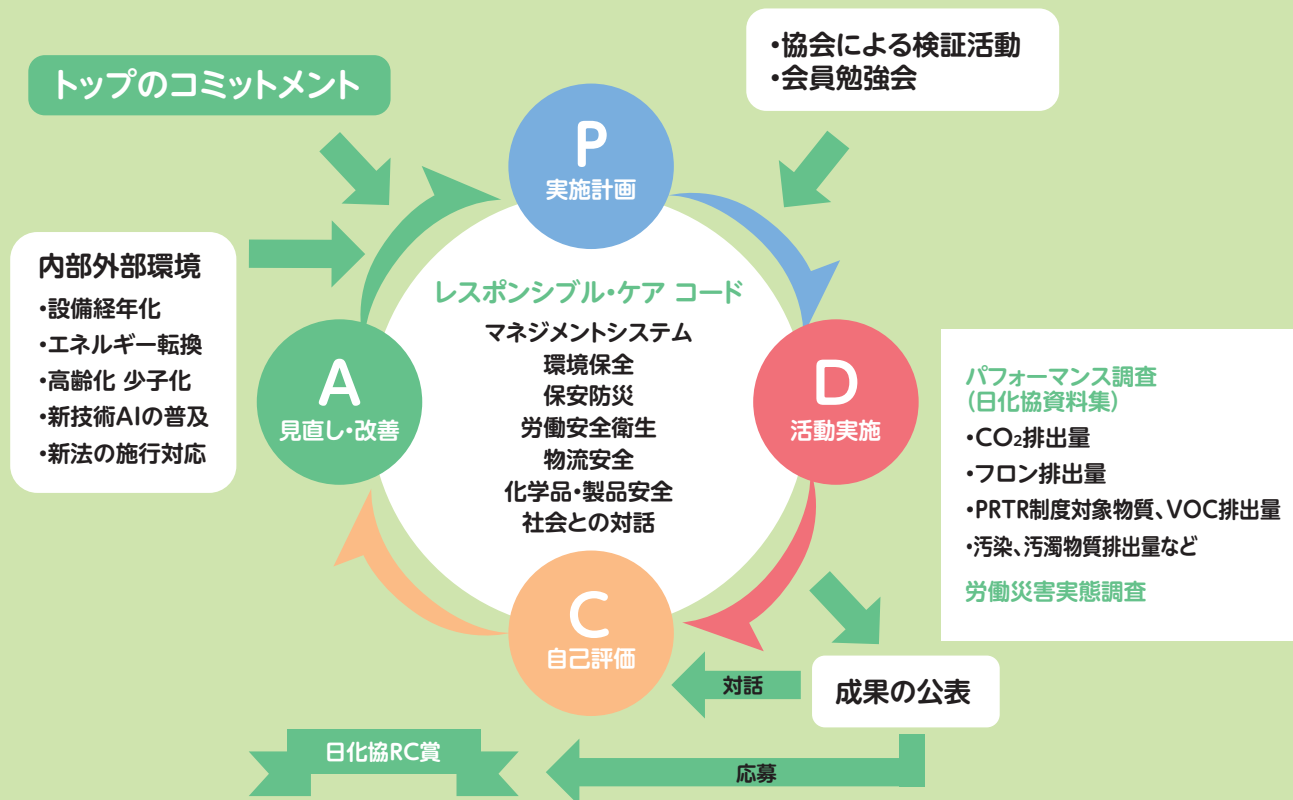 トップのコミットメント
・協会による検証活動
・会員勉強会
P
実施計画
内部外部環境
・設備経年化
・エネルギー転換
・高齢化 少子化
・新技術AIの普及
・新法の施行対応
レスポンシブル・ケア コード
マネジメントシステム
環境保全
保安防災
労働安全衛生
物流安全
化学品・製品安全
社会との対話
A
見直し・改善
D
活動実施
パフォーマンス調査
(日化協資料集)
・CO₂排出量
・フロン排出量
・PRTR制度対象物質、VOC排出量
・汚染、汚濁物質排出量など
労働災害実態調査
C
自己評価
対話
成果の公表
日化協RC賞
応募